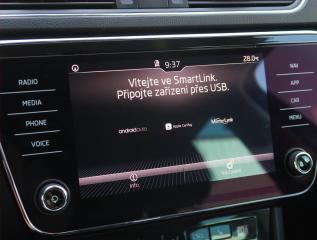 9:37
28.0
Vítejte ve SmartLink.
Připojte zařízení přes USB.
RADIO
MEDIA
PHONE
VOICE
androidauto
Apple CarPlay
MirrorLink
NAV
APP
CAR
MENU
Info